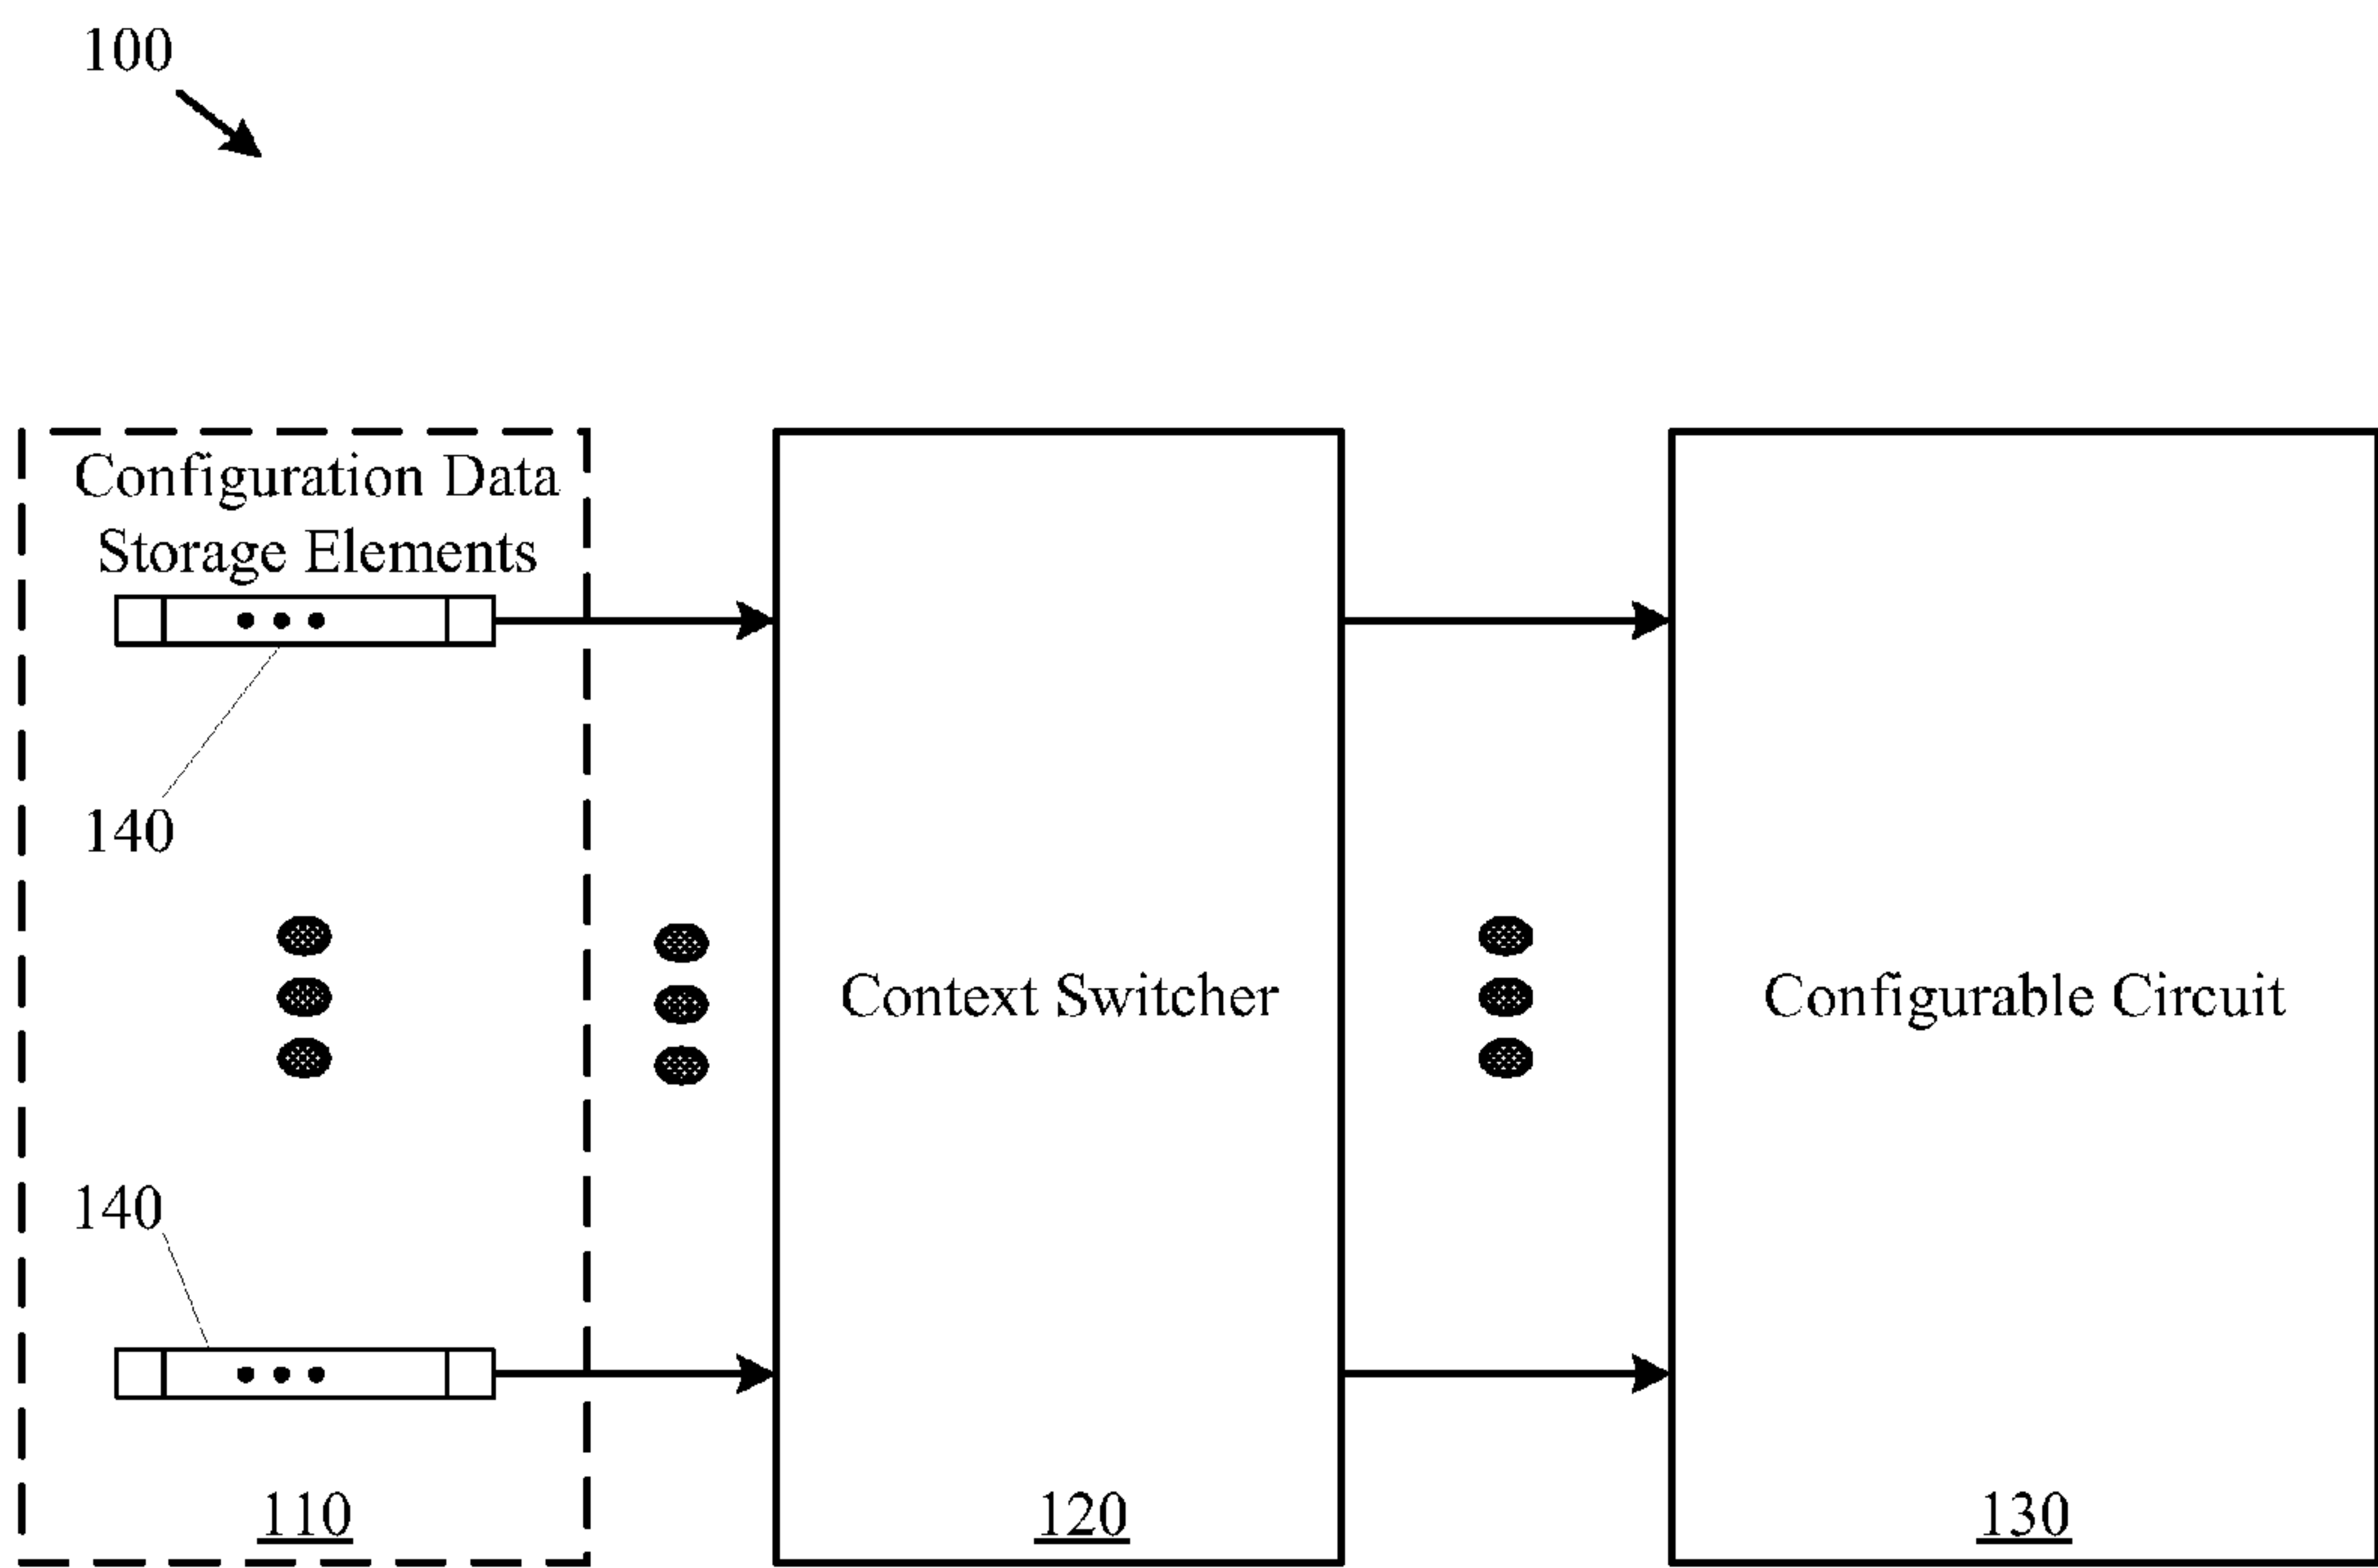 100
Configuration Data
Storage Elements
140
Context Switcher
Configurable Circuit
140
110
120
130